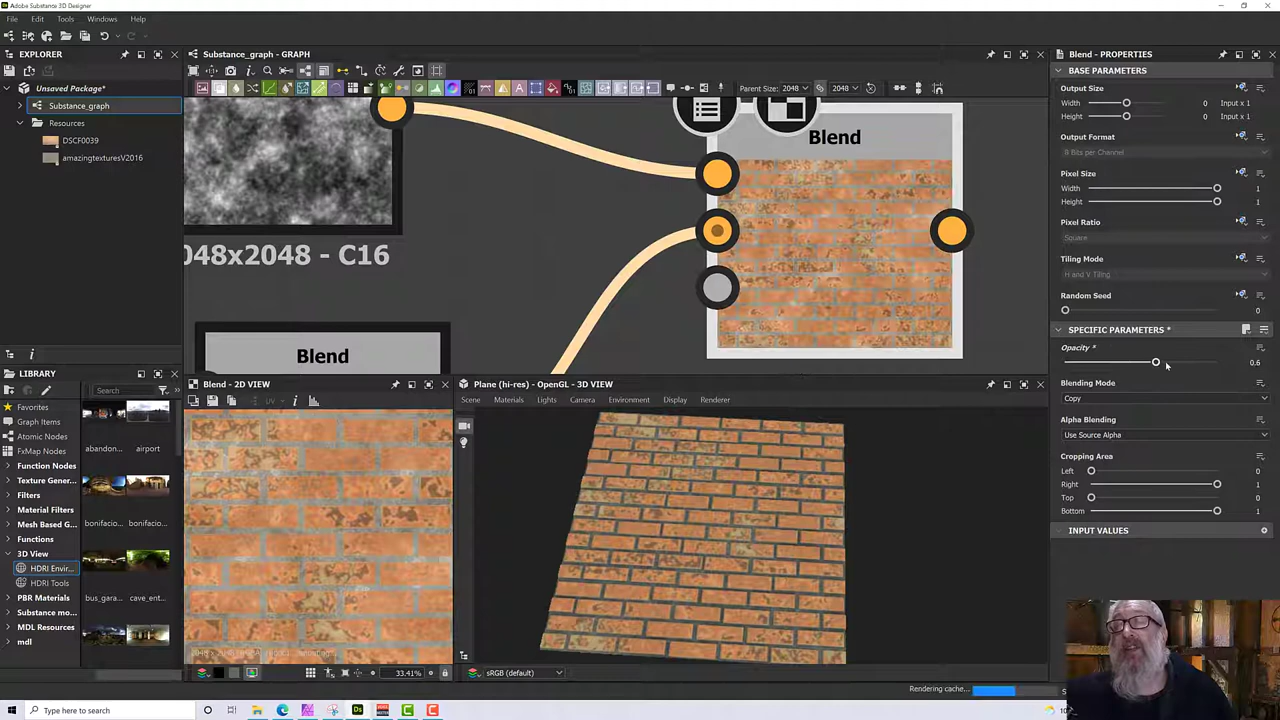 Adobe Substance 3D Designer
File Edit Tools Windows Help
EXPLORER
Unsaved Package*
Substance_graph
Resources
DSCF0039
amazingtexturesV2016
LIBRARY
Search
Favorites
Graph Items
Atomic Nodes
FxMap Nodes
Function Nodes
Texture Gener...
Filters
Material Filters
Mesh Based G...
Functions
3D View
HDRI Envir...
HDRI Tools
PBR Materials
Substance mo...
MDL Resources
mdl
abandon... airport
bonifacio... bonifacio...
bus_gara... cave_ent...
Substance_graph - GRAPH
Parent Size: 2048 2048
Blend
048x2048 - C16
Blend
Blend - 2D VIEW
UV
33.41%
Plane (hi-res) - OpenGL - 3D VIEW
Scene Materials Lights Camera Environment Display Renderer
sRGB (default)
Blend - PROPERTIES
BASE PARAMETERS
Output Size
Width 0 Input x 1
Height 0 Input x 1
Output Format
8 Bits per Channel
Pixel Size
Width 1
Height 1
Pixel Ratio
Square
Tiling Mode
H and V Tiling
Random Seed
0
SPECIFIC PARAMETERS *
Opacity *
0.6
Blending Mode
Copy
Alpha Blending
Use Source Alpha
Cropping Area
Left 0
Right 1
Top 0
Bottom 1
INPUT VALUES
Rendering cache...
Type here to search